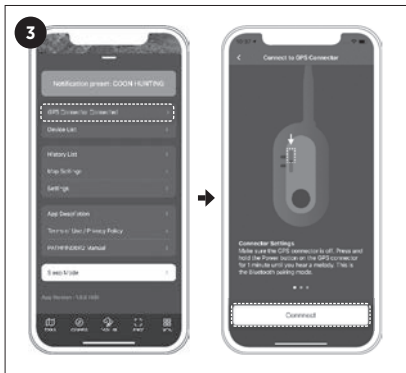 3
Notification preset: COON HUNTING
GPS Connector Connected
Device List
History List
Map Settings
Settings
App Description
Terms of Use / Privacy Policy
PATHFINDER2 Manual
Sleep Mode
App Version
Connect to GPS Connector
Connector Settings
Make sure the GPS connector is off. Press and
hold the Power button on the GPS connector
for 1 minute until you hear a melody. This is
the Bluetooth pairing mode.
Connect